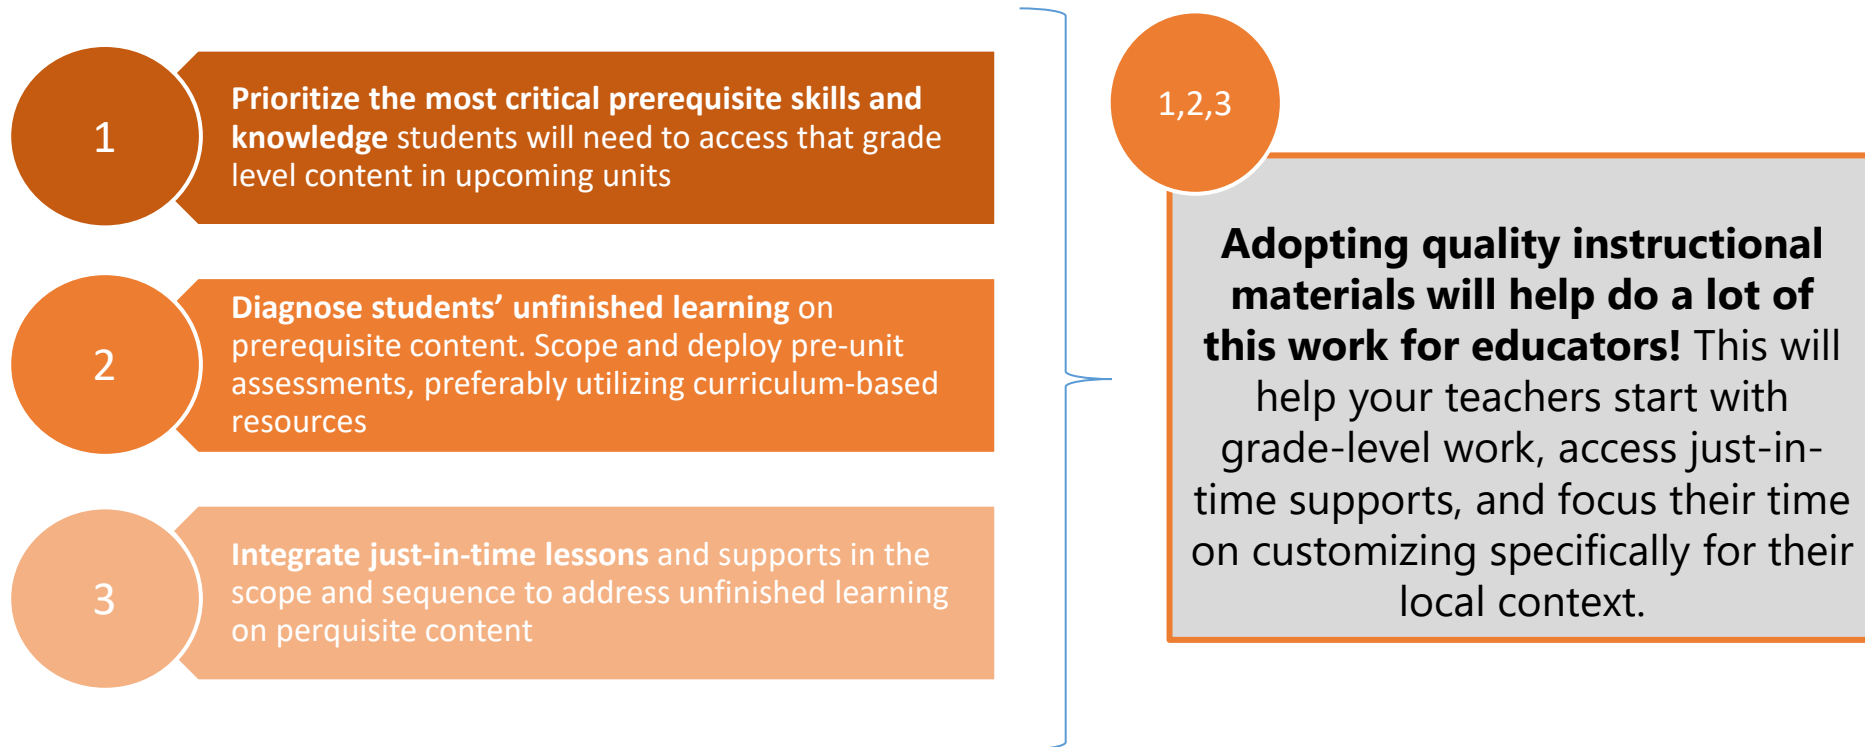 1
Prioritize the most critical prerequisite skills and
knowledge students will need to access that grade
level content in upcoming units
2
Diagnose students’ unfinished learning on
prerequisite content. Scope and deploy pre-unit
assessments, preferably utilizing curriculum-based
resources
3
Integrate just-in-time lessons and supports in the
scope and sequence to address unfinished learning
on perquisite content
1,2,3
Adopting quality instructional
materials will help do a lot of
this work for educators! This will
help your teachers start with
grade-level work, access just-in-
time supports, and focus their time
on customizing specifically for their
local context.